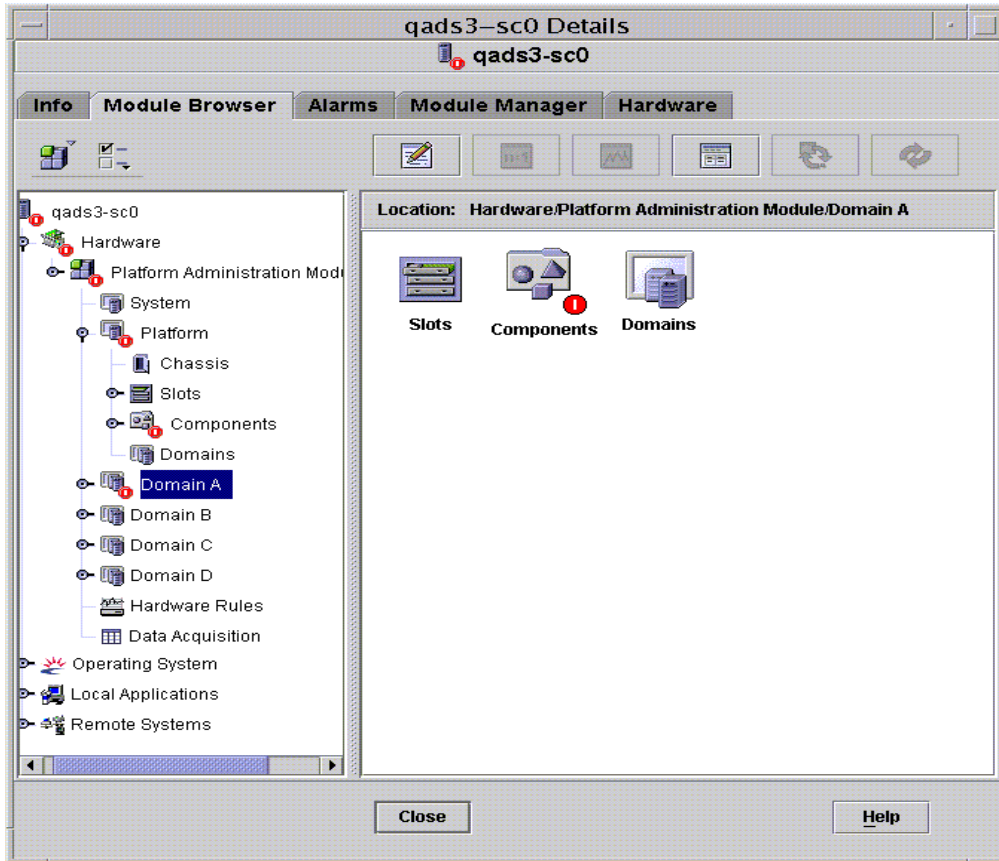 qads3-sc0 Details
qads3-sc0
Info
Module Browser
Alarms
Module Manager
Hardware
qads3-sc0
Hardware
Platform Administration Modu
System
Platform
Chassis
Slots
Components
Domains
Domain A
Domain B
Domain C
Domain D
Hardware Rules
Data Acquisition
Operating System
Local Applications
Remote Systems
Location: Hardware/Platform Administration Module/Domain A
Slots
Components
Domains
Close
Help